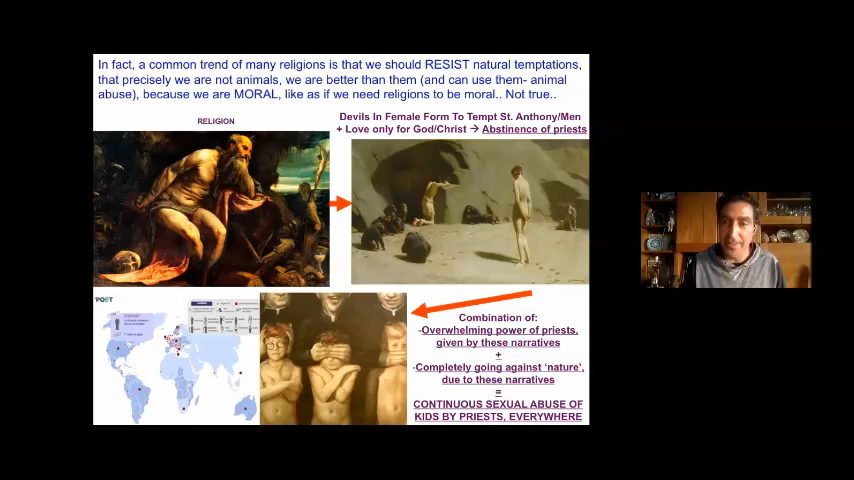 In fact, a common trend of many religions is that we should RESIST natural temptations,
that precisely we are not animals, we are better than them (and can use them- animal
abuse), because we are MORAL, like as if we need religions to be moral.. Not true..
RELIGION
Devils In Female Form To Tempt St. Anthony/Men
+ Love only for God/Christ → Abstinence of priests
Combination of:
-Overwhelming power of priests,
given by these narratives
+
-Completely going against ‘nature’,
due to these narratives
=
CONTINUOUS SEXUAL ABUSE OF
KIDS BY PRIESTS, EVERYWHERE